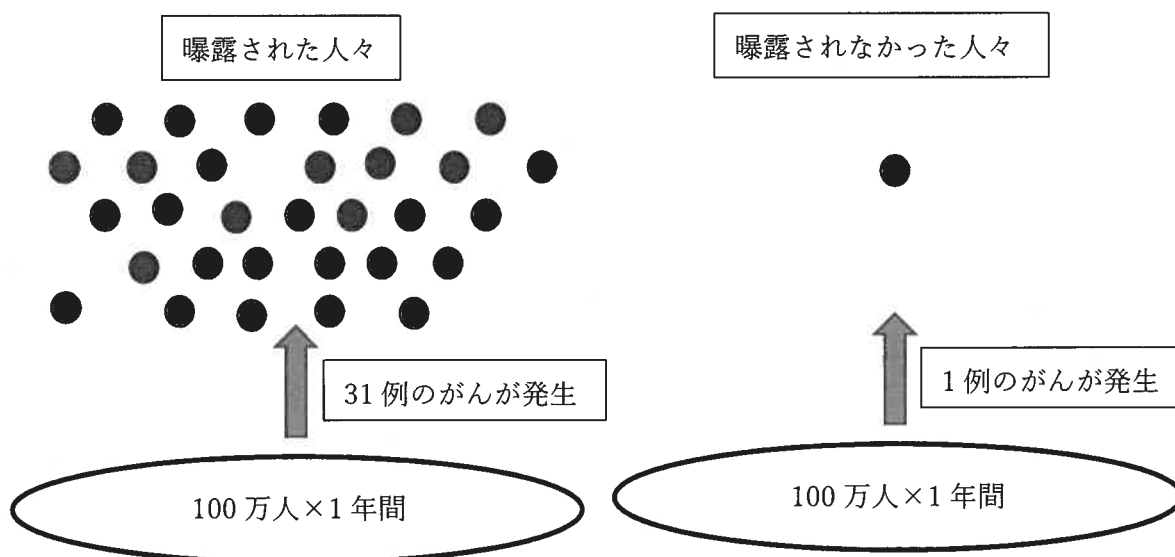 曝露された人々
曝露されなかった人々
31例のがんが発生
1例のがんが発生
100万人×1年間
100万人×1年間